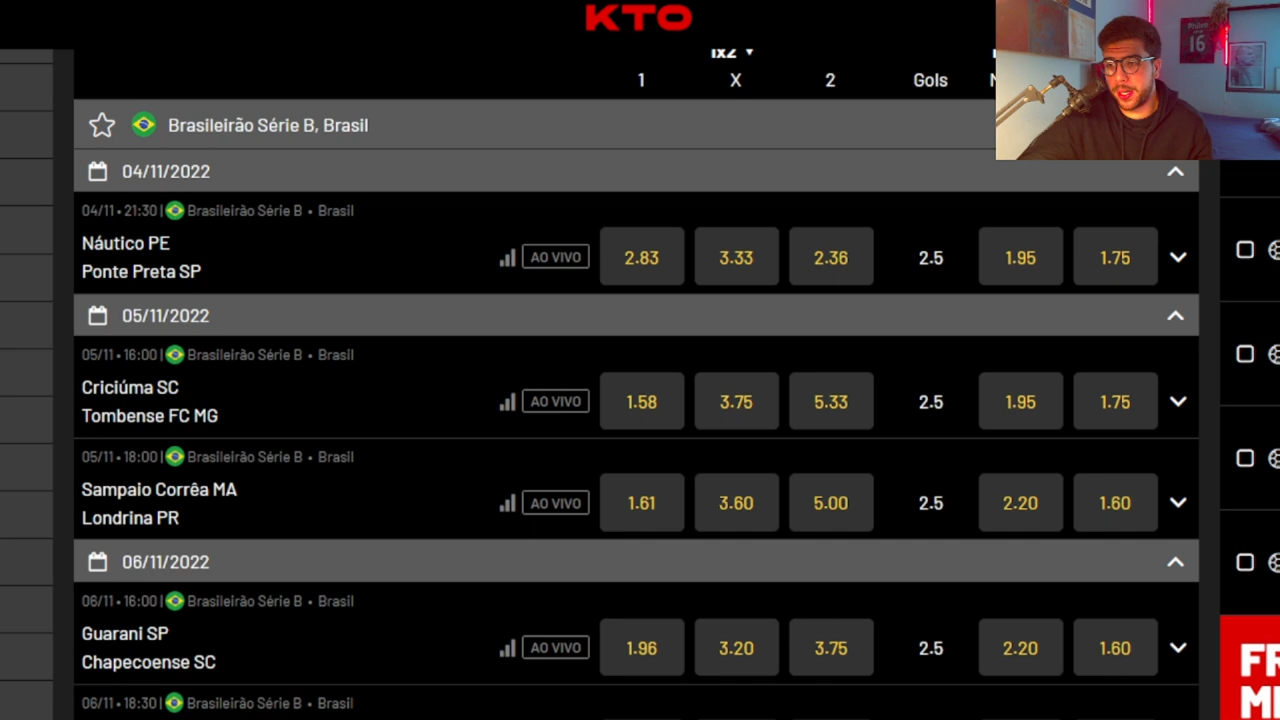 KTO
1x2
1 X 2 Gols
Brasileirão Série B, Brasil
04/11/2022
04/11 • 21:30 | Brasileirão Série B • Brasil
Náutico PE
Ponte Preta SP
AO VIVO 2.83 3.33 2.36 2.5 1.95 1.75
05/11/2022
05/11 • 16:00 | Brasileirão Série B • Brasil
Criciúma SC
Tombense FC MG
AO VIVO 1.58 3.75 5.33 2.5 1.95 1.75
05/11 • 18:00 | Brasileirão Série B • Brasil
Sampaio Corrêa MA
Londrina PR
AO VIVO 1.61 3.60 5.00 2.5 2.20 1.60
06/11/2022
06/11 • 16:00 | Brasileirão Série B • Brasil
Guarani SP
Chapecoense SC
AO VIVO 1.96 3.20 3.75 2.5 2.20 1.60
06/11 • 18:30 | Brasileirão Série B • Brasil
16